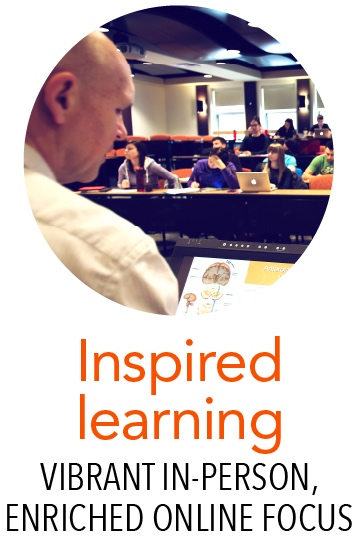 Inspired
learning
VIBRANT IN-PERSON,
ENRICHED ONLINE FOCUS